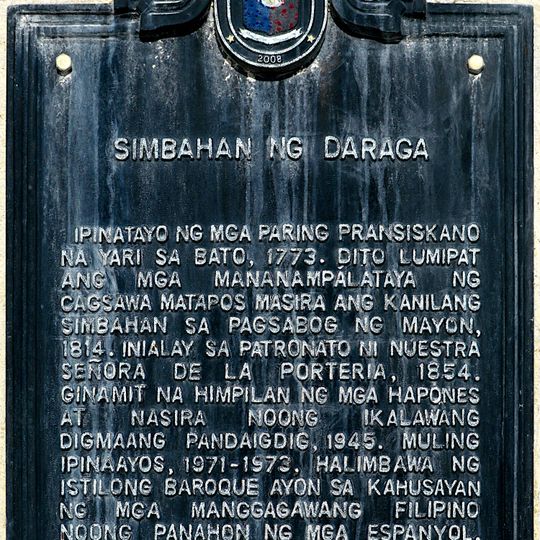 2008
SIMBAHAN NG DARAGA
IPINATAYO NG MGA PARING PRANSISKANO
NA YARI SA BATO, 1773. DITO LUMIPAT
ANG MGA MANANAMPALATAYA NG
CAGSAWA MATAPOS MASIRA ANG KANILANG
SIMBAHAN SA PAGSABOG NG MAYON,
1814. INIALAY SA PATRONATO NI NUESTRA
SEÑORA DE LA PORTERIA, 1854.
GINAMIT NA HIMPILAN NG MGA HAPONES
AT NASIRA NOONG IKALAWANG
DIGMAANG PANDAIGDIG, 1945. MULING
IPINAAYOS, 1971-1973. HALIMBAWA NG
ISTILONG BAROQUE AYON SA KAHUSAYAN
NG MGA MANGGAGAWANG FILIPINO
NOONG PANAHON NG MGA ESPANYOL.